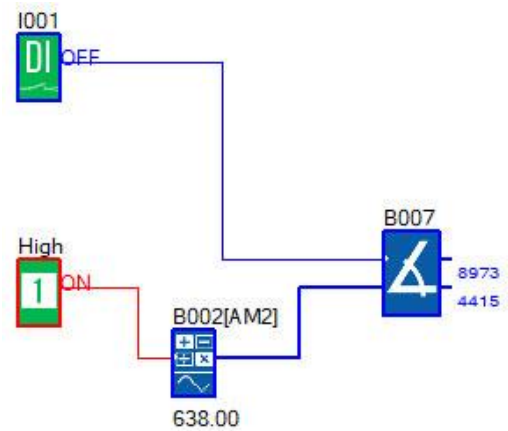 I001
DI OFF
B007
8973
4415
High
1 ON
B002[AM2]
638.00